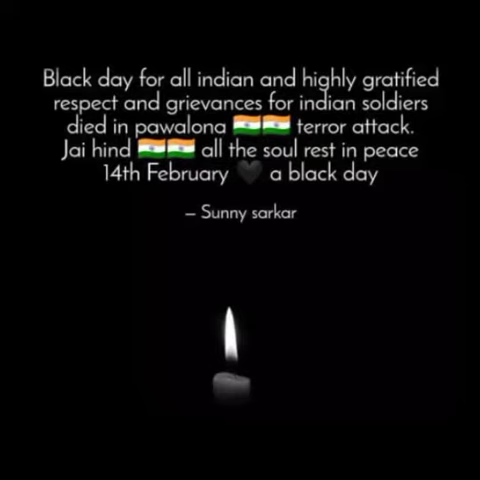 Black day for all indian and highly gratified
respect and grievances for indian soldiers
died in pawalona 🇮🇳🇮🇳 terror attack.
Jai hind 🇮🇳🇮🇳 all the soul rest in peace
14th February 🖤 a black day
– Sunny sarkar